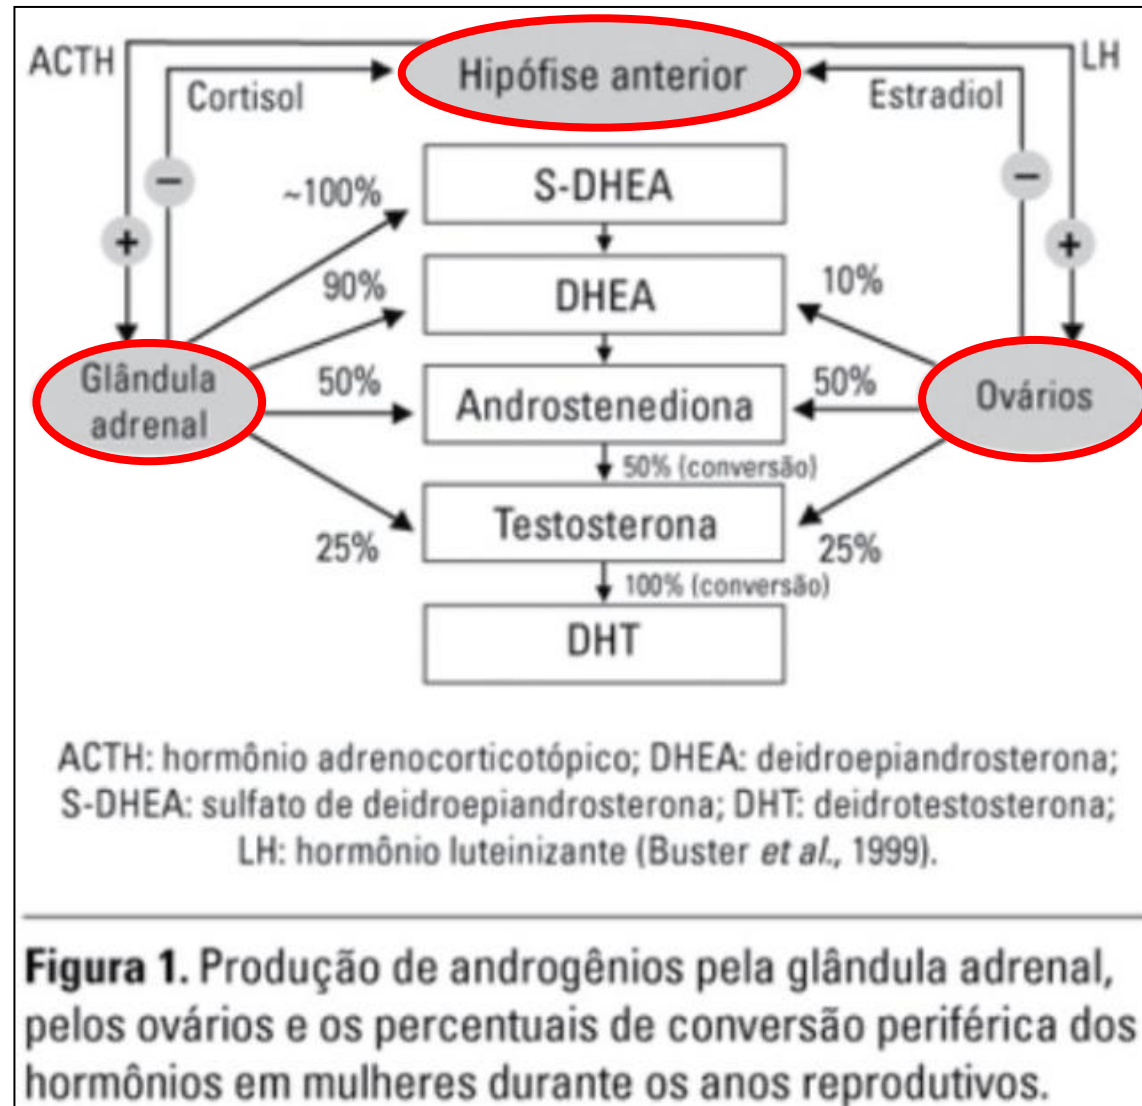 ACTH
Hipófise anterior
LH
Cortisol
Estradiol
−
−
+
+
~100%
S-DHEA
90%
DHEA
10%
Glândula
adrenal
50%
Androstenediona
50%
Ovários
50% (conversão)
25%
Testosterona
25%
100% (conversão)
DHT
ACTH: hormônio adrenocorticotópico; DHEA: deidroepiandrosterona;
S-DHEA: sulfato de deidroepiandrosterona; DHT: deidrotestosterona;
LH: hormônio luteinizante (Buster et al., 1999).
Figura 1. Produção de androgênios pela glândula adrenal,
pelos ovários e os percentuais de conversão periférica dos
hormônios em mulheres durante os anos reprodutivos.